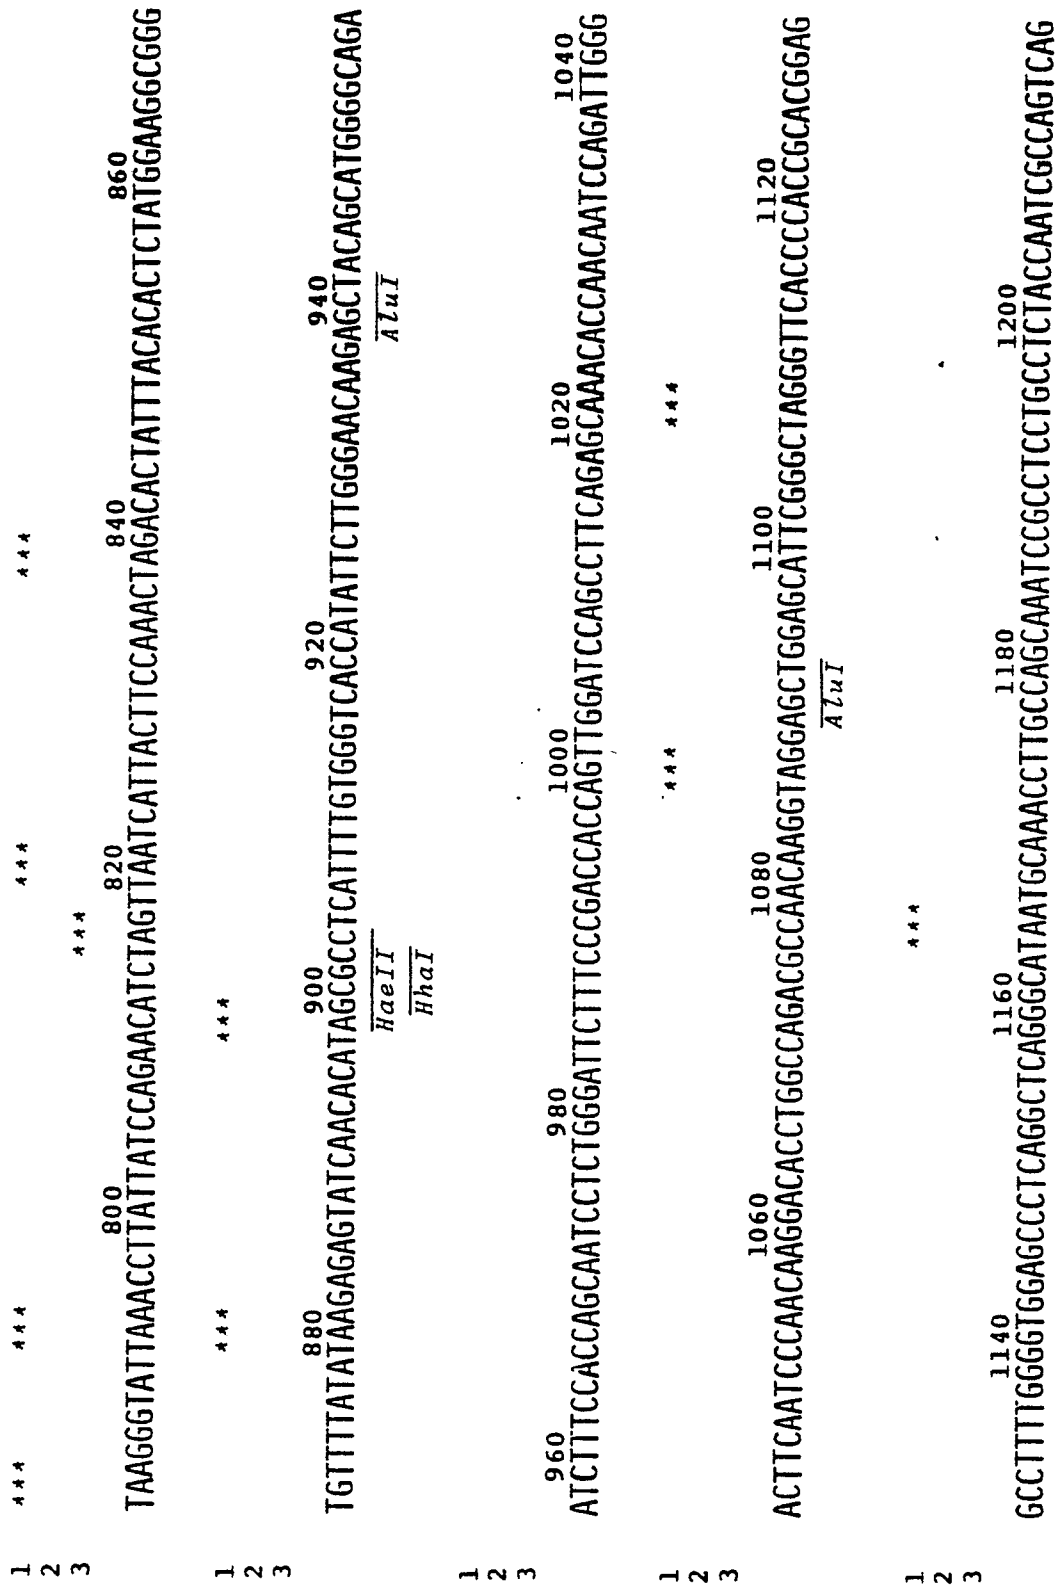 1 *** *** *** ***
2
3 ***
800 820 840 860
TAAGGGTATTAAACCTTATTATCCAGAACATCTAGTTAATCATTACTTCCAAACTAGACACTATTTACACACTCTATGGAAGGCGGG
1 *** ***
2
3
880 900 920 940
TGTTTTATATAAGAGAGTATCAACACATAGCGCCTCATTTTGTGGGTCACCATATTCTTGGGAACAAGAGCTACAGCATGGGGCAGA
HaeII AluI
HhaI
1
2
3
960 980 1000 1020 1040
ATCTTTCCACCAGCAATCCTCTGGGATTCTTTCCCGACCACCAGTTGGATCCAGCCTTCAGAGCAAACACCAACAATCCAGATTGGG
1 *** ***
2
3
1060 1080 1100 1120
ACTTCAATCCCAACAAGGACACCTGGCCAGACGCCAACAAGGTAGGAGCTGGAGCATTCGGGCTAGGGTTCACCCCACCGCACGGAG
AluI
1 ***
2
3
1140 1160 1180 1200
GCCTTTTGGGGTGGAGCCCTCAGGCTCAGGGCATAATGCAAACCTTGCCAGCAAATCCGCCTCCTGCCTCTACCAATCGCCAGTCAG